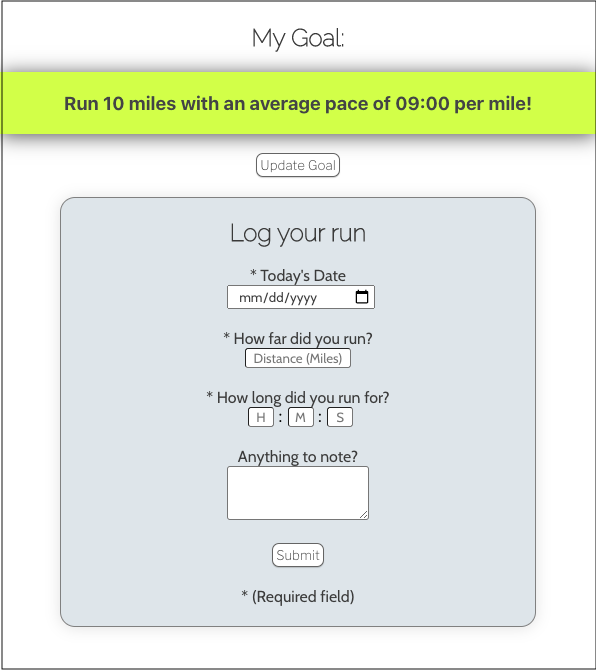 My Goal:
Run 10 miles with an average pace of 09:00 per mile!
Update Goal
Log your run
* Today's Date
mm/dd/yyyy
* How far did you run?
Distance (Miles)
* How long did you run for?
H : M : S
Anything to note?
Submit
* (Required field)